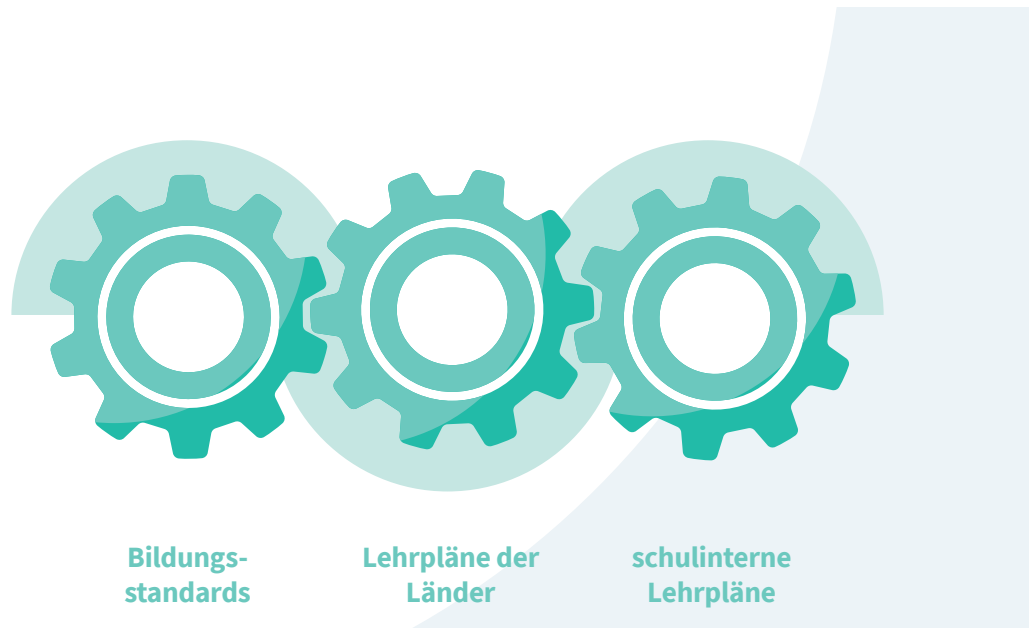 Bildungs-
standards
Lehrpläne der
Länder
schulinterne
Lehrpläne